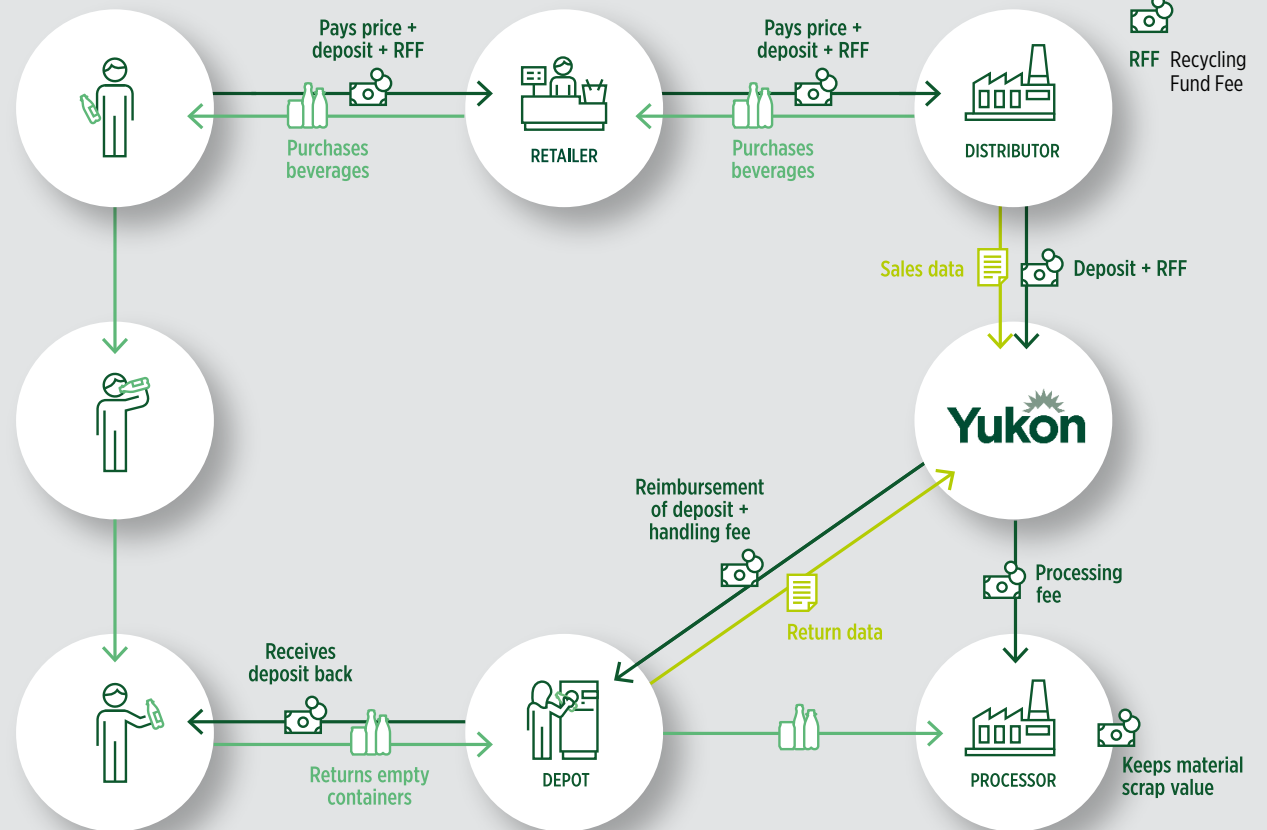 Pays price +
deposit + RFF
Pays price +
deposit + RFF
RFF Recycling
Fund Fee
Purchases
beverages
RETAILER
Purchases
beverages
DISTRIBUTOR
Sales data
Deposit + RFF
Yukon
Reimbursement
of deposit +
handling fee
Processing
fee
Return data
Receives
deposit back
Returns empty
containers
DEPOT
PROCESSOR
Keeps material
scrap value